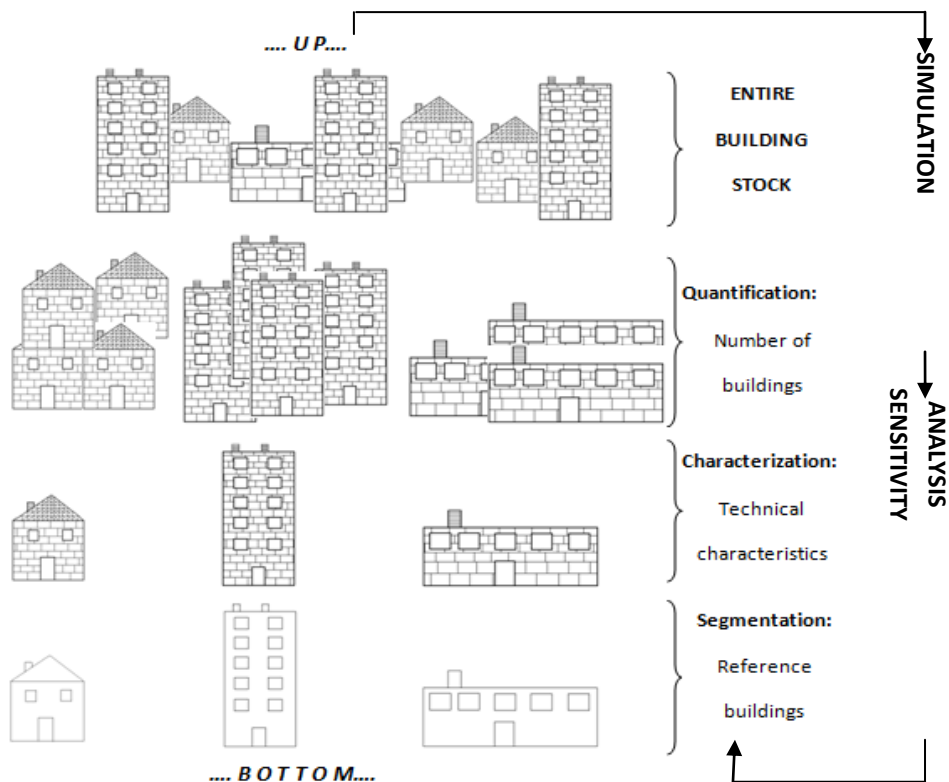 .... U P....
SIMULATION
ENTIRE
BUILDING
STOCK
Quantification:
Number of
buildings
SENSITIVITY
ANALYSIS
Characterization:
Technical
characteristics
Segmentation:
Reference
buildings
.... B O T T O M....